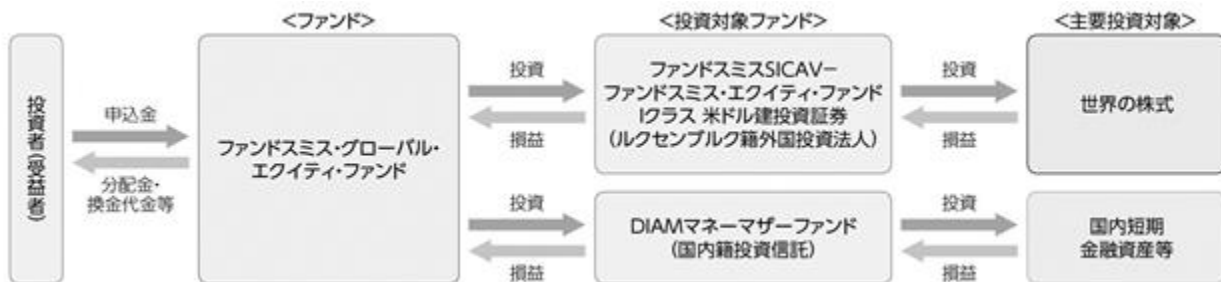 <ファンド>
<投資対象ファンド>
<主要投資対象>
投資者(受益者)
申込金
分配金・
換金代金等
ファンドスミス・グローバル・
エクイティ・ファンド
投資
損益
ファンドスミスSICAV－
ファンドスミス・エクイティ・ファンド
Iクラス 米ドル建投資証券
(ルクセンブルク籍外国投資法人)
投資
損益
世界の株式
投資
損益
DIAMマネーマザーファンド
(国内籍投資信託)
投資
損益
国内短期
金融資産等